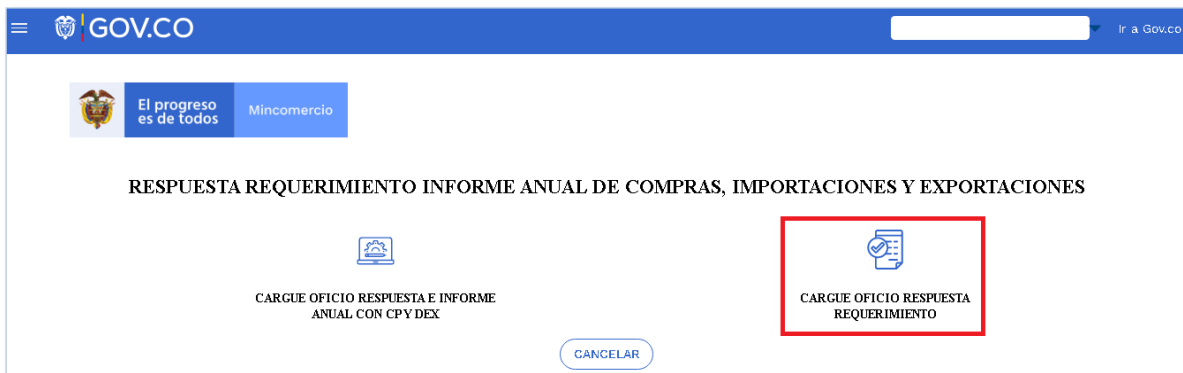 GOV.CO
Ir a Gov.co
El progreso
es de todos
Mincomercio
RESPUESTA REQUERIMIENTO INFORME ANUAL DE COMPRAS, IMPORTACIONES Y EXPORTACIONES
CARGUE OFICIO RESPUESTA E INFORME
ANUAL CON CP Y DEX
CARGUE OFICIO RESPUESTA
REQUERIMIENTO
CANCELAR